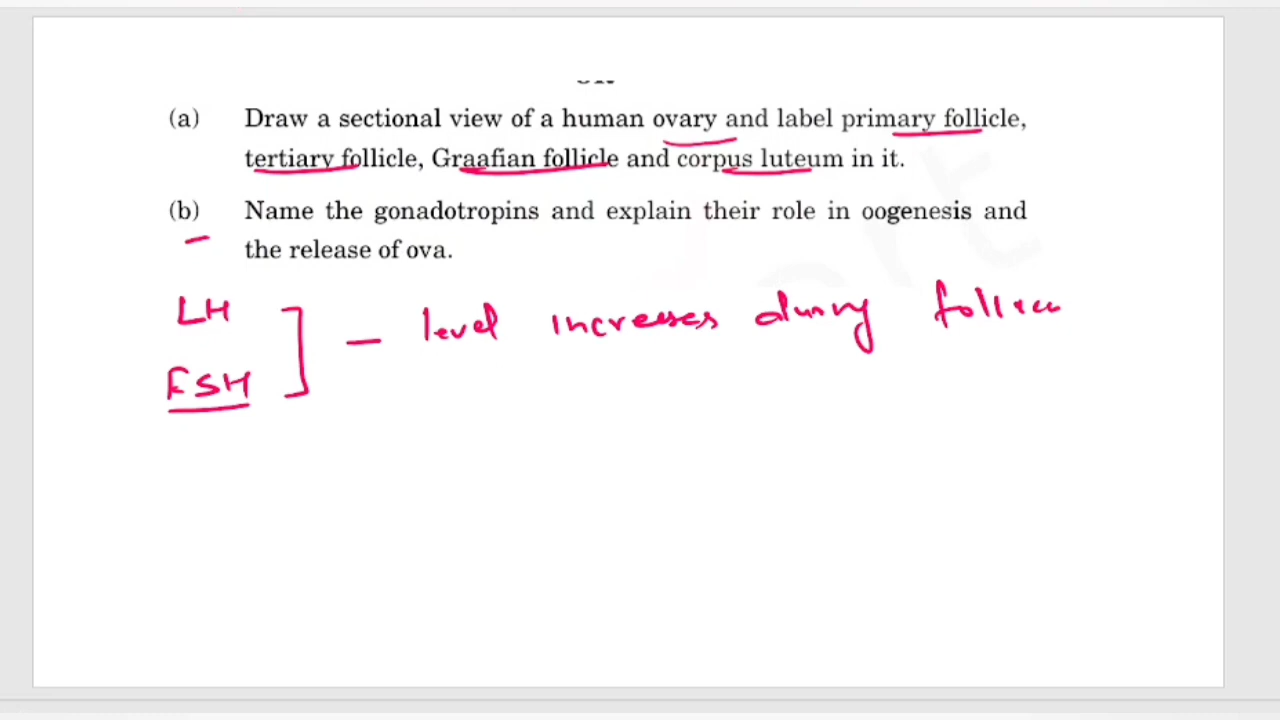 (a) Draw a sectional view of a human ovary and label primary follicle,
tertiary follicle, Graafian follicle and corpus luteum in it.
(b) Name the gonadotropins and explain their role in oogenesis and
the release of ova.
LH
FSH
— level increases during